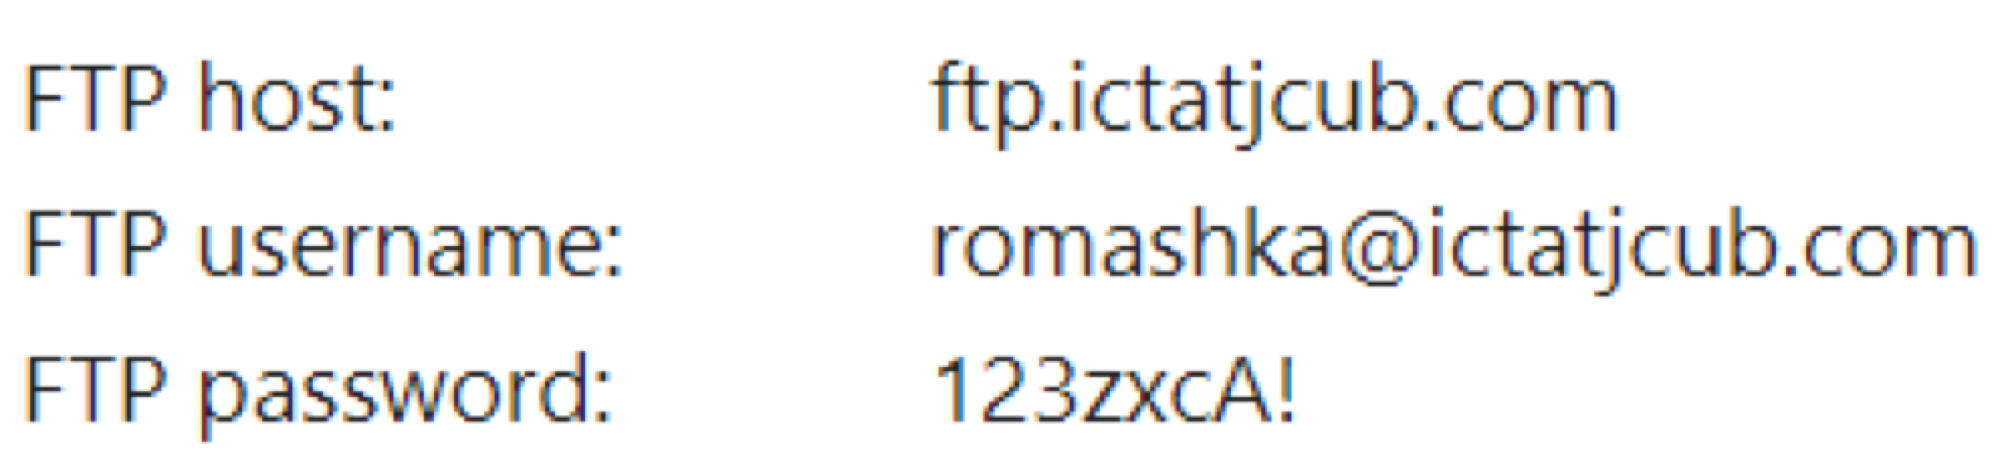 FTP host: ftp.ictatjcub.com
FTP username: romashka@ictatjcub.com
FTP password: 123zxcA!